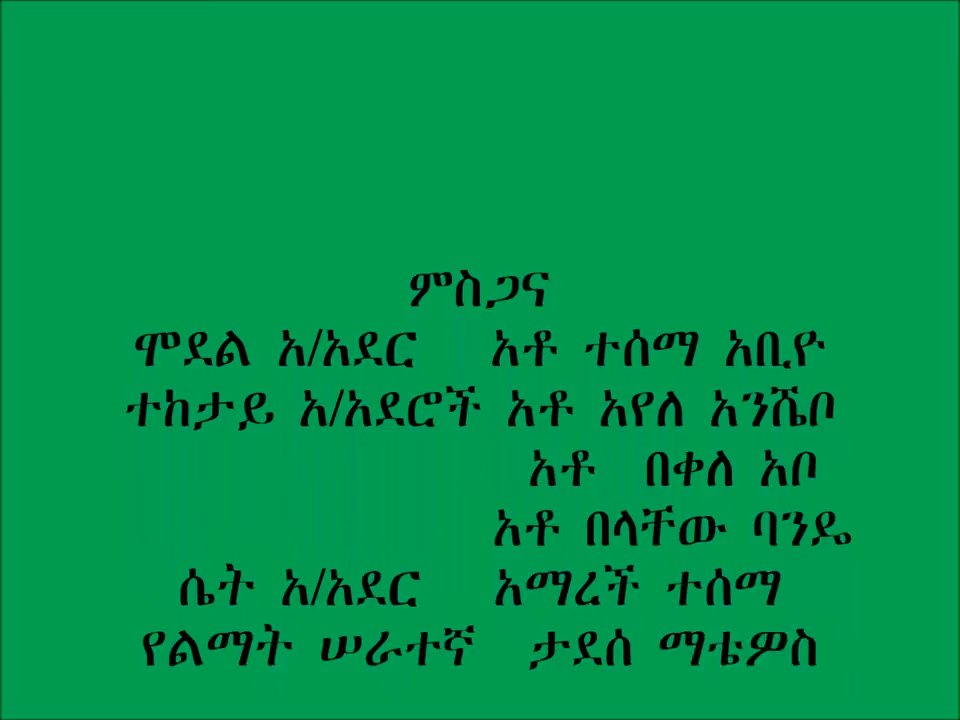 ምስጋና
ሞደል አ/አደር አቶ ተሰማ አቢዮ
ተከታይ አ/አደሮች አቶ አየለ አንሼቦ
አቶ በቀለ አቦ
አቶ በላቸው ባንዴ
ሴት አ/አደር አማረች ተሰማ
የልማት ሠራተኛ ታደሰ ማቴዎስ